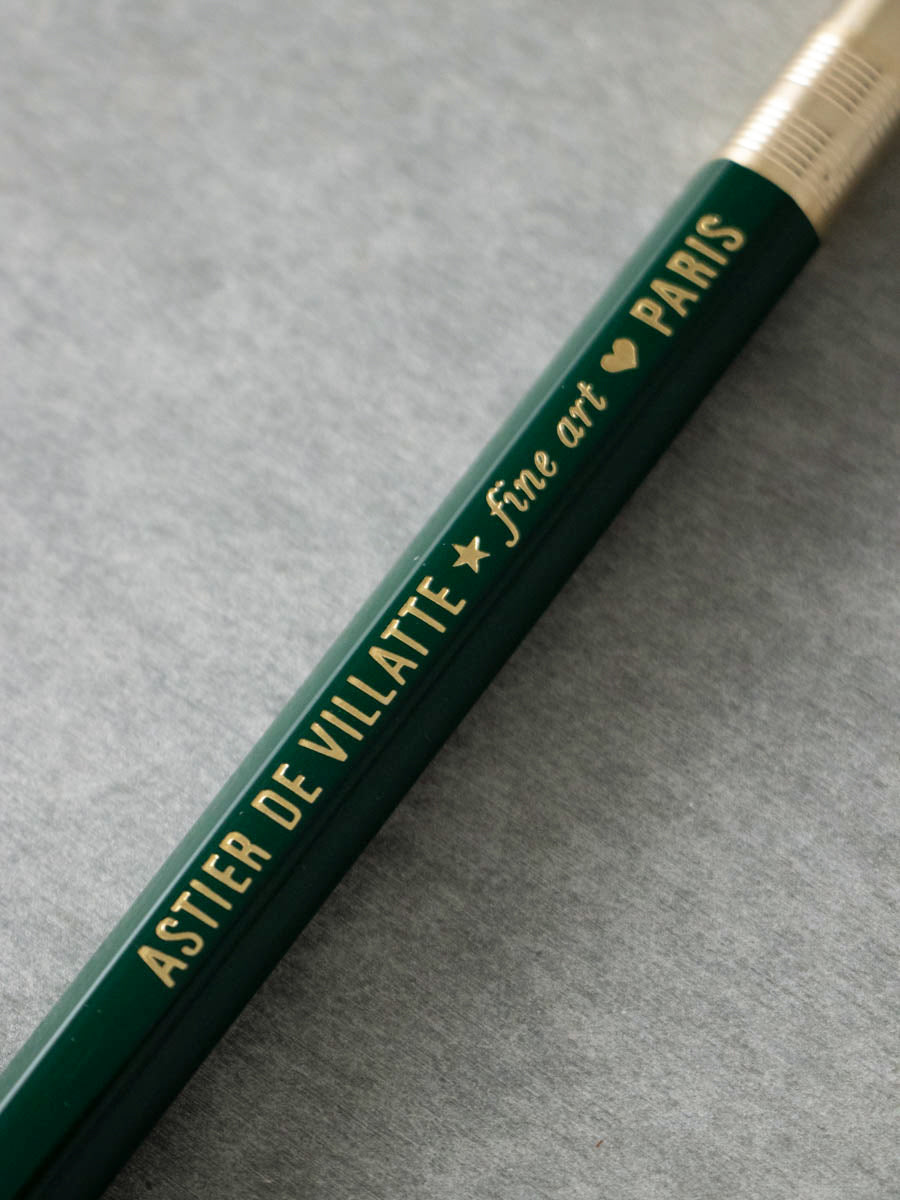 ASTIER DE VILLATTE ★ fine art ♥ PARIS